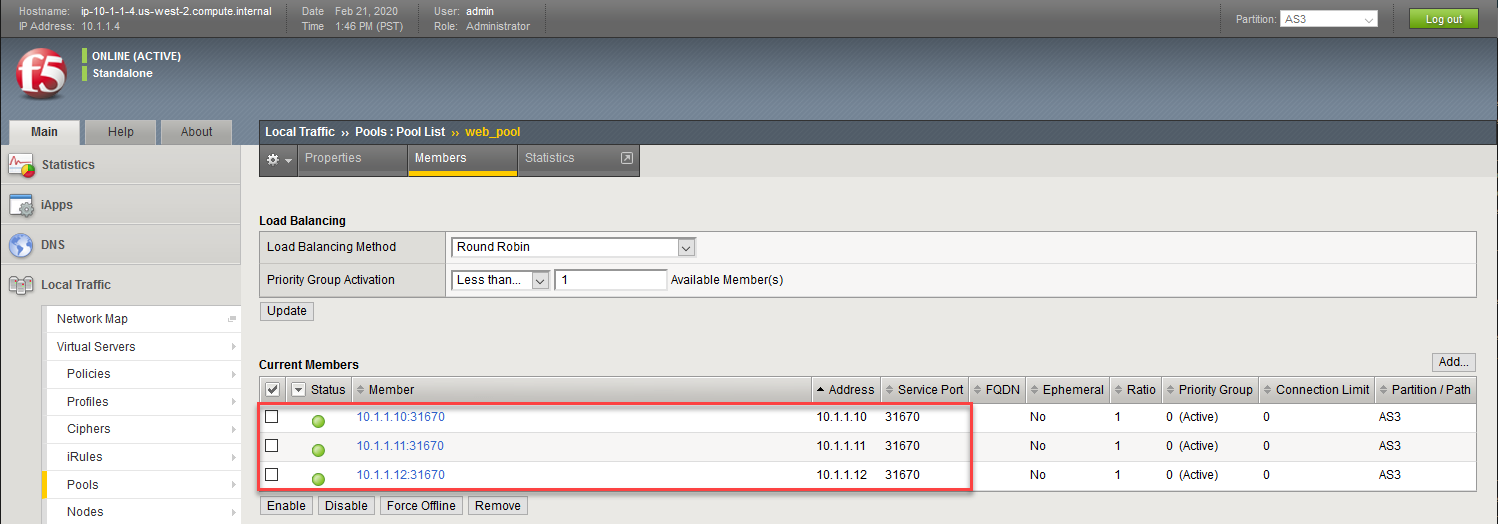 Hostname: ip-10-1-1-4.us-west-2.compute.internal Date Feb 21, 2020 User: admin
IP Address: 10.1.1.4 Time 1:46 PM (PST) Role: Administrator
Partition: AS3 Log out
f5
ONLINE (ACTIVE)
Standalone
Main Help About
Local Traffic ›› Pools : Pool List ›› web_pool
Properties Members Statistics
Statistics
iApps
DNS
Local Traffic
Network Map
Virtual Servers
Policies
Profiles
Ciphers
iRules
Pools
Nodes
Load Balancing
Load Balancing Method Round Robin
Priority Group Activation Less than... 1 Available Member(s)
Update
Current Members Add...
Status Member Address Service Port FQDN Ephemeral Ratio Priority Group Connection Limit Partition / Path
10.1.1.10:31670 10.1.1.10 31670 No 1 0 (Active) 0 AS3
10.1.1.11:31670 10.1.1.11 31670 No 1 0 (Active) 0 AS3
10.1.1.12:31670 10.1.1.12 31670 No 1 0 (Active) 0 AS3
Enable Disable Force Offline Remove